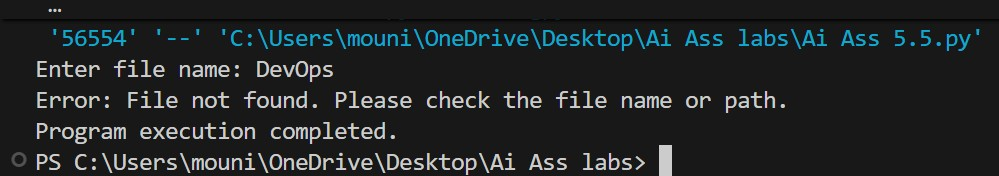 …
'56554' '--' 'C:\Users\mouni\OneDrive\Desktop\Ai Ass labs\Ai Ass 5.5.py'
Enter file name: DevOps
Error: File not found. Please check the file name or path.
Program execution completed.
PS C:\Users\mouni\OneDrive\Desktop\Ai Ass labs>